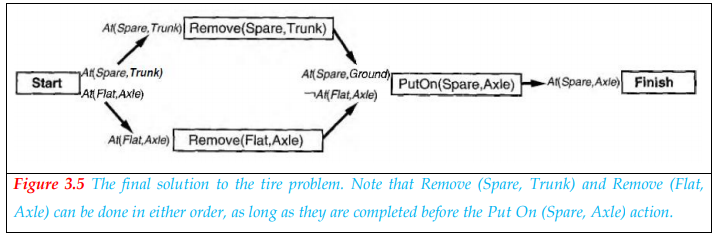 At(Spare,Trunk) Remove(Spare,Trunk)
Start At(Spare,Trunk) At(Spare,Ground) PutOn(Spare,Axle) At(Spare,Axle) Finish
At(Flat,Axle) ¬At(Flat,Axle)
At(Flat,Axle) Remove(Flat,Axle)
Figure 3.5 The final solution to the tire problem. Note that Remove (Spare, Trunk) and Remove (Flat,
Axle) can be done in either order, as long as they are completed before the Put On (Spare, Axle) action.